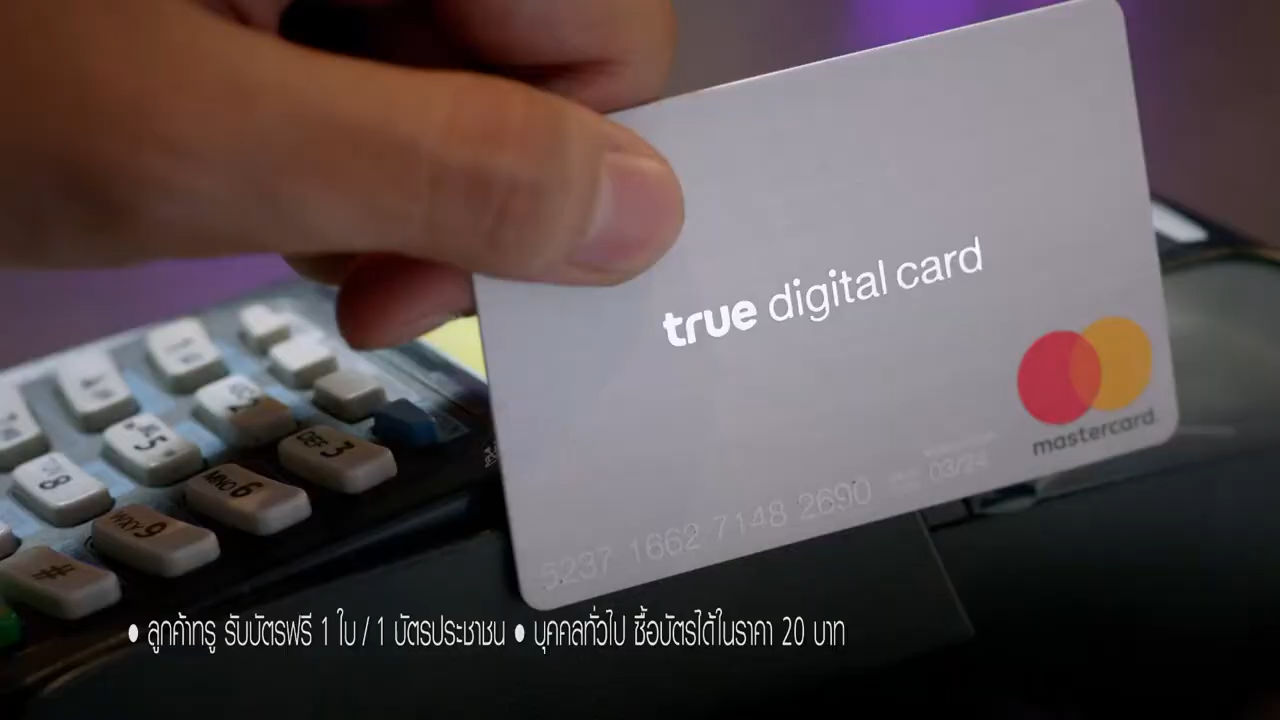 true digital card
mastercard.
5237 1662 7148 2690
03/24
DEF 3
5
MNO 6
8
WXY 9
#
• ลูกค้าทรู รับบัตรฟรี 1 ใบ / 1 บัตรประชาชน • บุคคลทั่วไป ซื้อบัตรได้ในราคา 20 บาท